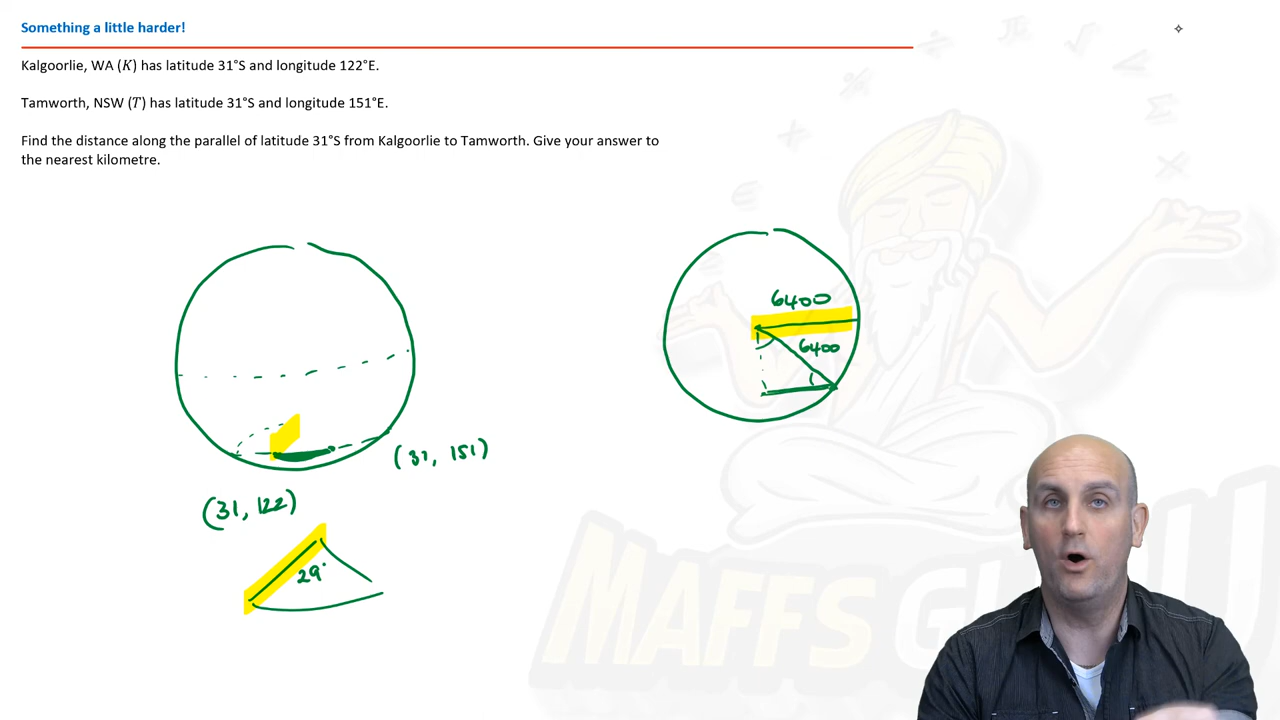 Something a little harder!
Kalgoorlie, WA (K) has latitude 31°S and longitude 122°E.
Tamworth, NSW (T) has latitude 31°S and longitude 151°E.
Find the distance along the parallel of latitude 31°S from Kalgoorlie to Tamworth. Give your answer to
the nearest kilometre.
6400
6400
(31, 151)
(31, 122)
29°
MAFFS GURU